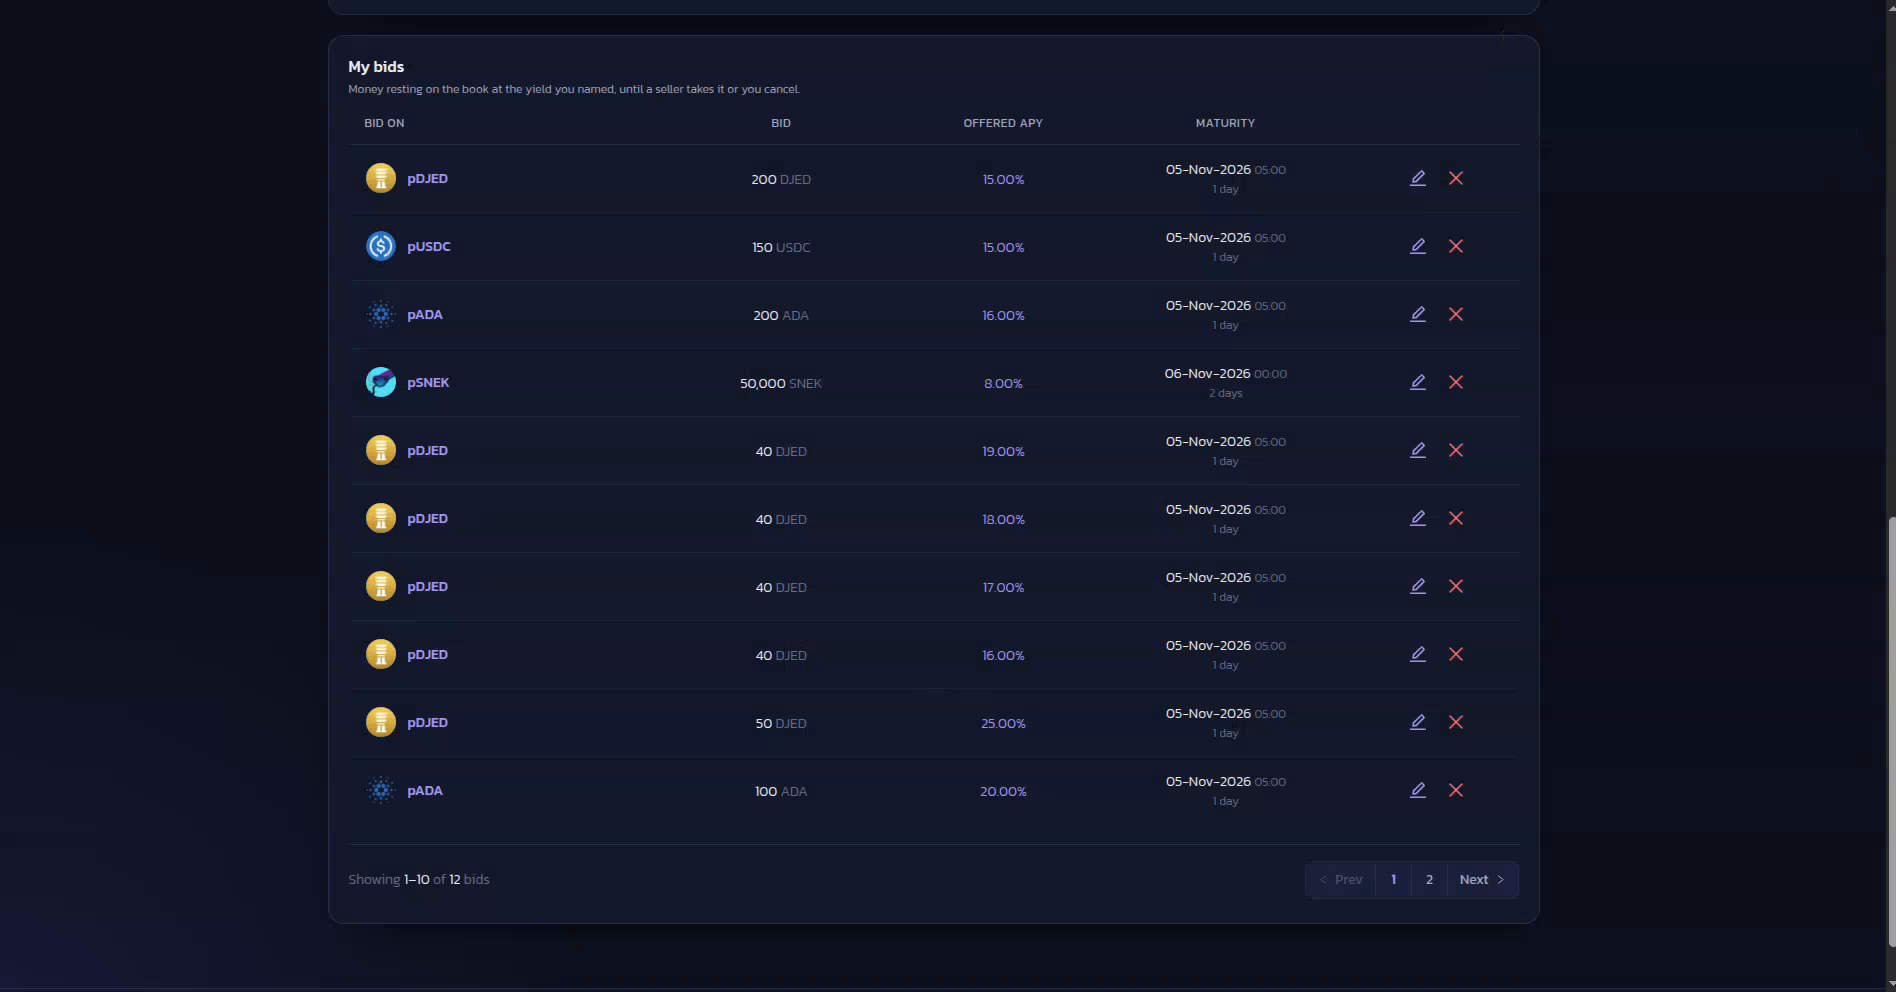 My bids
Money resting on the book at the yield you named, until a seller takes it or you cancel.
BID ON BID OFFERED APY MATURITY
pDJED 200 DJED 15.00% 05-Nov-2026 05:00
1 day
pUSDC 150 USDC 15.00% 05-Nov-2026 05:00
1 day
pADA 200 ADA 16.00% 05-Nov-2026 05:00
1 day
pSNEK 50,000 SNEK 8.00% 06-Nov-2026 00:00
2 days
pDJED 40 DJED 19.00% 05-Nov-2026 05:00
1 day
pDJED 40 DJED 18.00% 05-Nov-2026 05:00
1 day
pDJED 40 DJED 17.00% 05-Nov-2026 05:00
1 day
pDJED 40 DJED 16.00% 05-Nov-2026 05:00
1 day
pDJED 50 DJED 25.00% 05-Nov-2026 05:00
1 day
pADA 100 ADA 20.00% 05-Nov-2026 05:00
1 day
Showing 1–10 of 12 bids < Prev 1 2 Next >